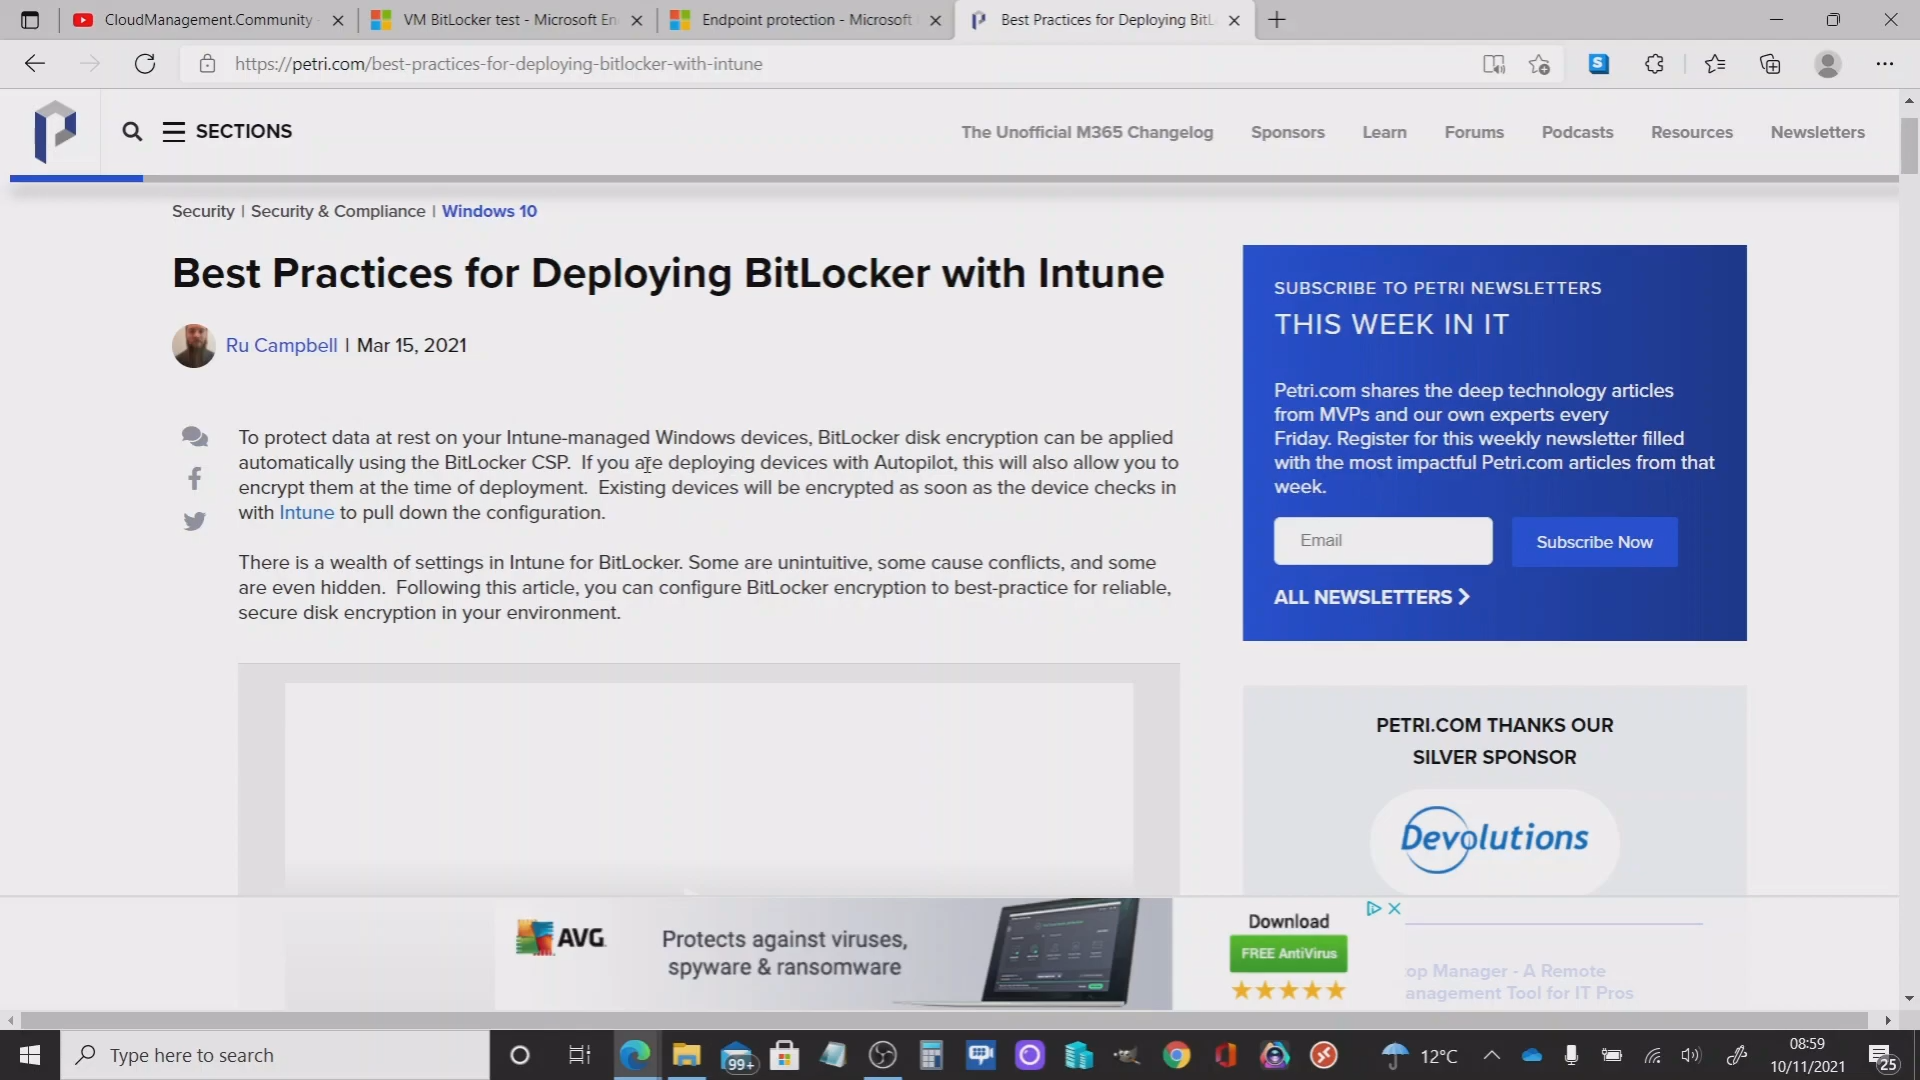 CloudManagement.Community
VM BitLocker test - Microsoft En
Endpoint protection - Microsoft
Best Practices for Deploying BitL
https://petri.com/best-practices-for-deploying-bitlocker-with-intune
SECTIONS
The Unofficial M365 Changelog
Sponsors
Learn
Forums
Podcasts
Resources
Newsletters
Security | Security & Compliance | Windows 10
Best Practices for Deploying BitLocker with Intune
Ru Campbell | Mar 15, 2021
To protect data at rest on your Intune-managed Windows devices, BitLocker disk encryption can be applied
automatically using the BitLocker CSP. If you are deploying devices with Autopilot, this will also allow you to
encrypt them at the time of deployment. Existing devices will be encrypted as soon as the device checks in
with Intune to pull down the configuration.
There is a wealth of settings in Intune for BitLocker. Some are unintuitive, some cause conflicts, and some
are even hidden. Following this article, you can configure BitLocker encryption to best-practice for reliable,
secure disk encryption in your environment.
SUBSCRIBE TO PETRI NEWSLETTERS
THIS WEEK IN IT
Petri.com shares the deep technology articles
from MVPs and our own experts every
Friday. Register for this weekly newsletter filled
with the most impactful Petri.com articles from that
week.
Email
Subscribe Now
ALL NEWSLETTERS
PETRI.COM THANKS OUR
SILVER SPONSOR
Devolutions
AVG
Protects against viruses,
spyware & ransomware
Download
FREE AntiVirus
op Manager - A Remote
anagement Tool for IT Pros
Type here to search
99+
12°C
08:59
10/11/2021
25